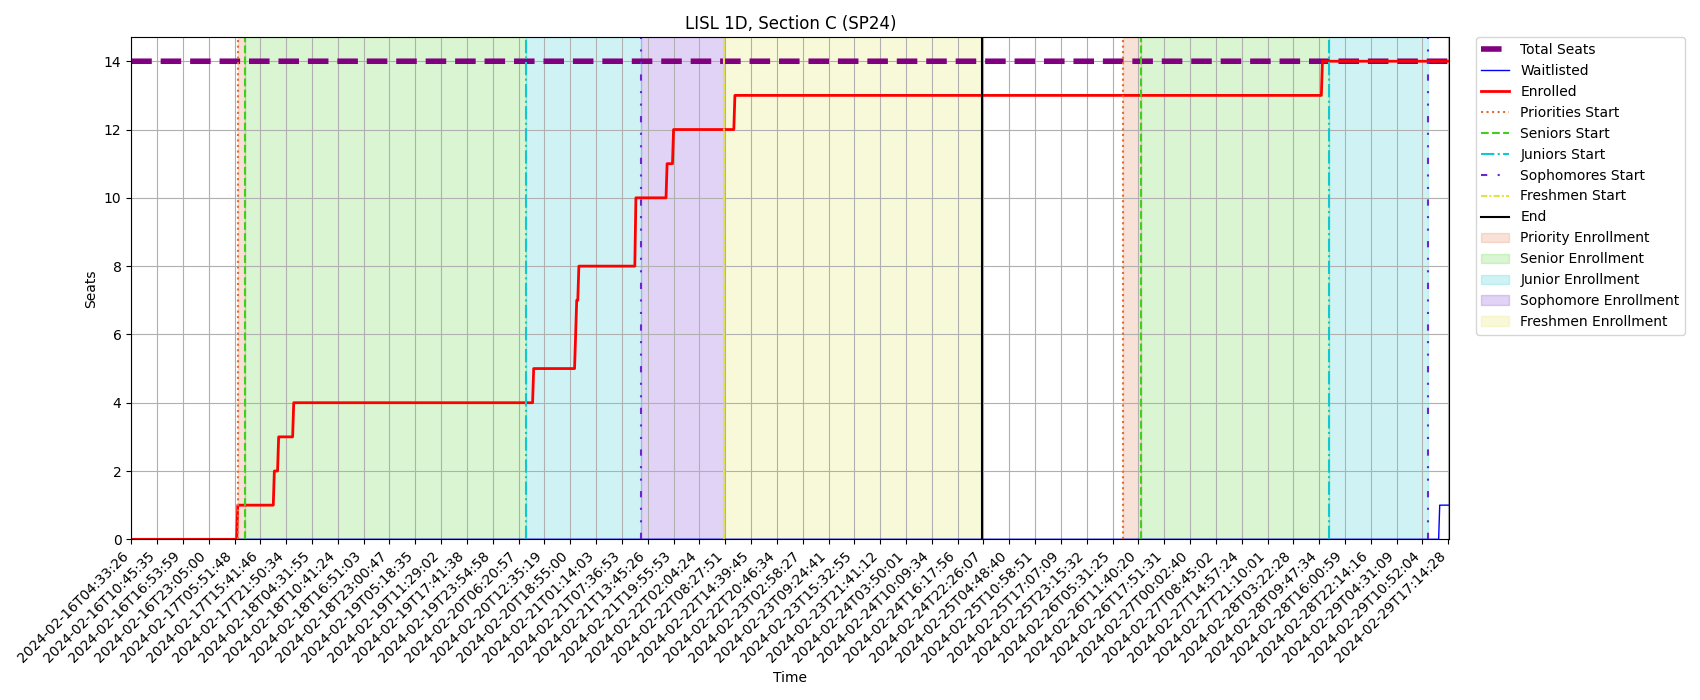 LISL 1D, Section C (SP24)
Seats
14
12
10
8
6
4
2
0
2024-02-16T04:33:26
2024-02-16T10:45:35
2024-02-16T16:53:59
2024-02-16T23:05:00
2024-02-17T05:51:48
2024-02-17T15:41:46
2024-02-17T21:50:34
2024-02-18T04:31:55
2024-02-18T10:41:24
2024-02-18T16:51:03
2024-02-18T23:00:47
2024-02-19T05:18:35
2024-02-19T11:29:02
2024-02-19T17:41:38
2024-02-19T23:54:58
2024-02-20T06:20:57
2024-02-20T12:35:19
2024-02-20T18:55:00
2024-02-21T01:14:03
2024-02-21T07:36:53
2024-02-21T13:45:26
2024-02-21T19:55:53
2024-02-22T02:04:24
2024-02-22T08:27:51
2024-02-22T14:39:45
2024-02-22T20:46:34
2024-02-23T02:58:27
2024-02-23T09:24:41
2024-02-23T15:32:55
2024-02-23T21:41:12
2024-02-24T03:50:01
2024-02-24T10:09:34
2024-02-24T16:17:56
2024-02-24T22:26:07
2024-02-25T04:48:40
2024-02-25T10:58:51
2024-02-25T17:07:09
2024-02-25T23:15:32
2024-02-26T05:31:25
2024-02-26T11:40:20
2024-02-26T17:51:31
2024-02-27T00:02:40
2024-02-27T08:45:02
2024-02-27T14:57:24
2024-02-27T21:10:01
2024-02-28T03:22:28
2024-02-28T09:47:34
2024-02-28T16:00:59
2024-02-28T22:14:16
2024-02-29T04:31:09
2024-02-29T10:52:04
2024-02-29T17:14:28
Time
Total Seats
Waitlisted
Enrolled
Priorities Start
Seniors Start
Juniors Start
Sophomores Start
Freshmen Start
End
Priority Enrollment
Senior Enrollment
Junior Enrollment
Sophomore Enrollment
Freshmen Enrollment